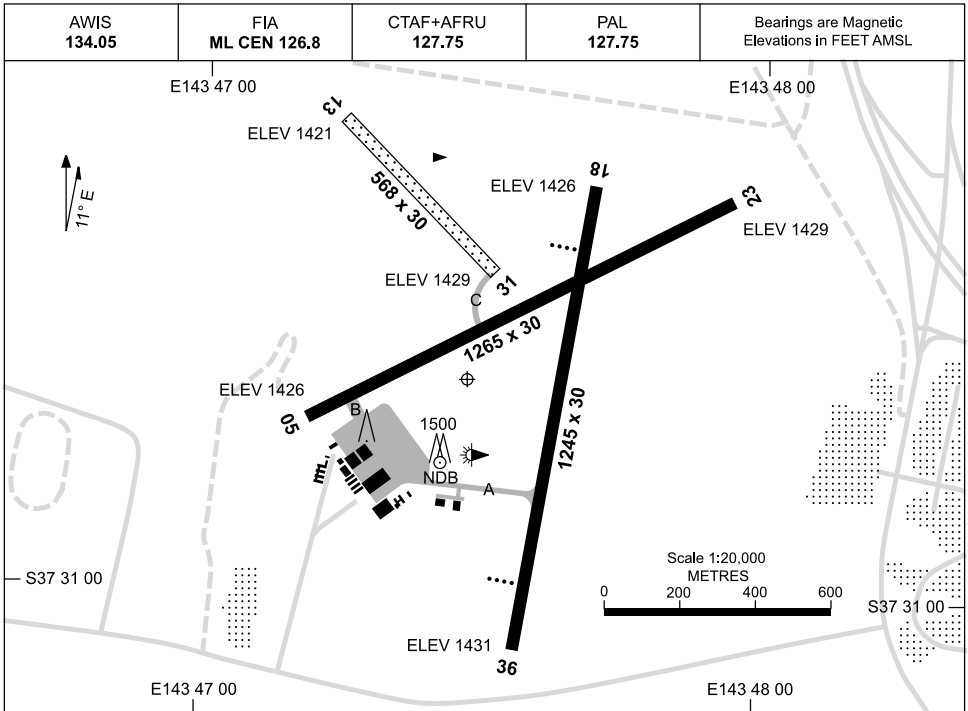 AWIS
134.05
FIA
ML CEN 126.8
CTAF+AFRU
127.75
PAL
127.75
Bearings are Magnetic
Elevations in FEET AMSL
E143 47 00
E143 48 00
13
ELEV 1421
568 x 30
11° E
18
ELEV 1426
23
ELEV 1429
ELEV 1429
31
C
1265 x 30
ELEV 1426
05
B
1500
NDB
A
1245 x 30
S37 31 00
Scale 1:20,000
METRES
0 200 400 600
S37 31 00
ELEV 1431
36
E143 47 00
E143 48 00